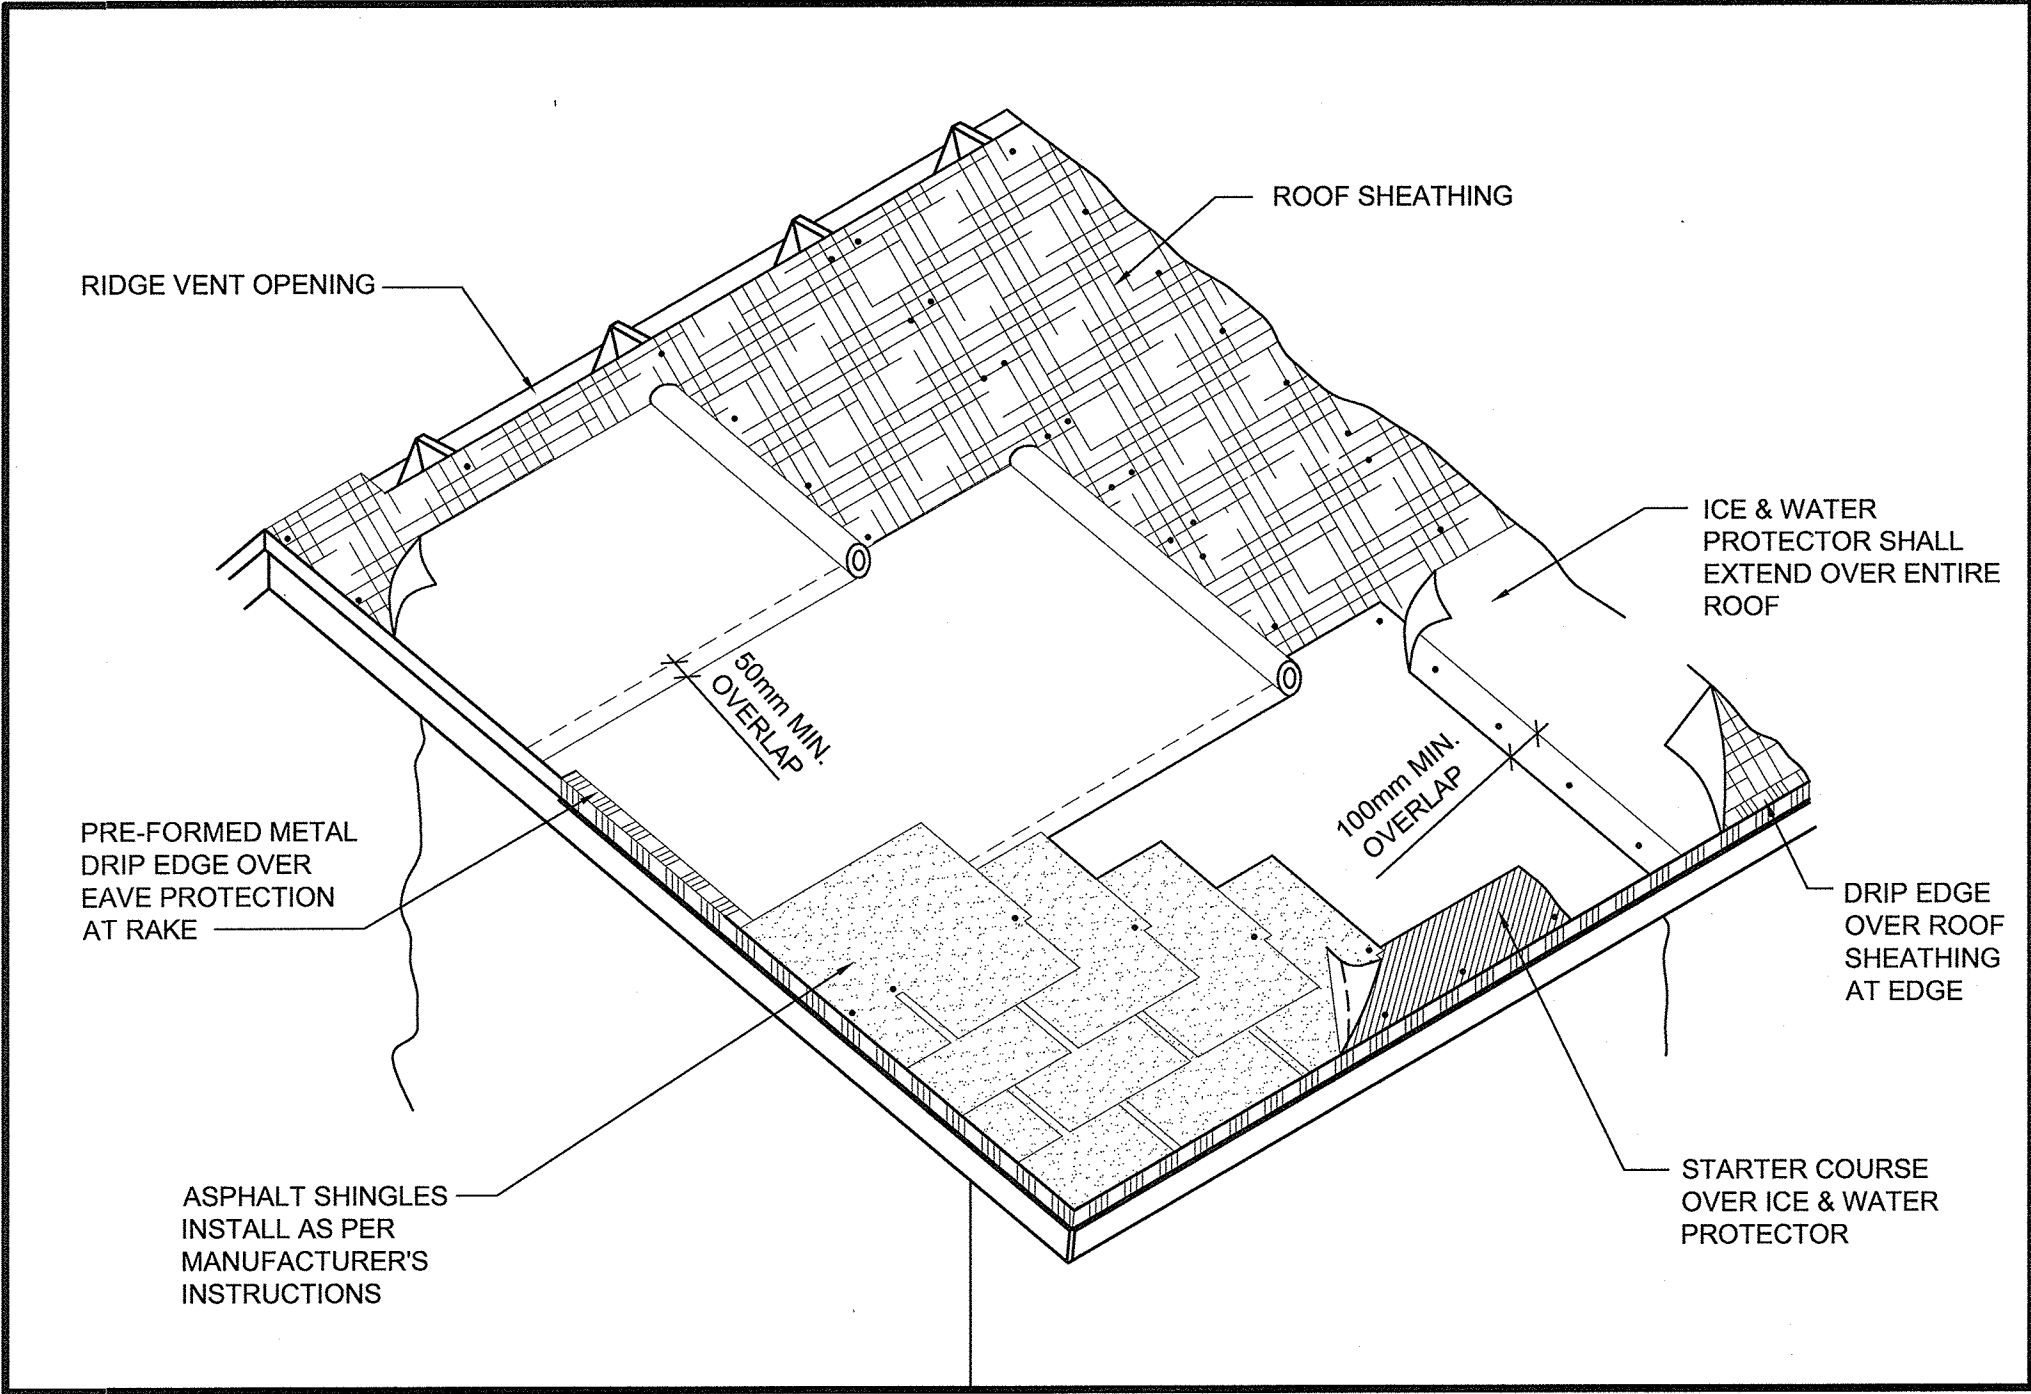 ROOF SHEATHING
RIDGE VENT OPENING
ICE & WATER
PROTECTOR SHALL
EXTEND OVER ENTIRE
ROOF
50mm MIN.
OVERLAP
100mm MIN.
OVERLAP
PRE-FORMED METAL
DRIP EDGE OVER
EAVE PROTECTION
AT RAKE
DRIP EDGE
OVER ROOF
SHEATHING
AT EDGE
ASPHALT SHINGLES
INSTALL AS PER
MANUFACTURER'S
INSTRUCTIONS
STARTER COURSE
OVER ICE & WATER
PROTECTOR